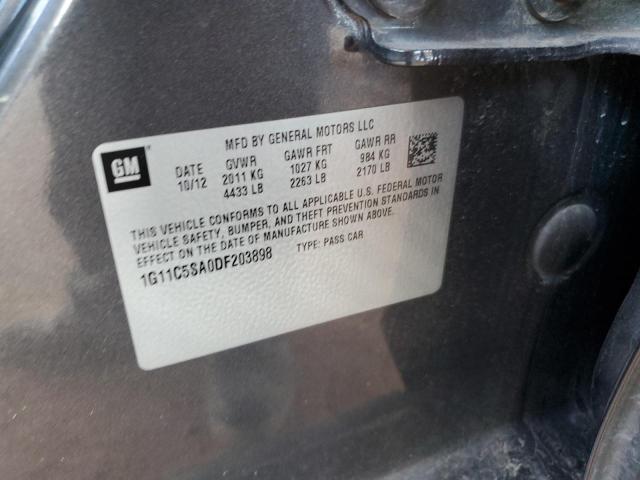 GM
MFD BY GENERAL MOTORS LLC
DATE GVWR GAWR FRT GAWR RR
10/12 2011 KG 1027 KG 984 KG
4433 LB 2263 LB 2170 LB
THIS VEHICLE CONFORMS TO ALL APPLICABLE U.S. FEDERAL MOTOR
VEHICLE SAFETY, BUMPER, AND THEFT PREVENTION STANDARDS IN
EFFECT ON THE DATE OF MANUFACTURE SHOWN ABOVE.
1G11C5SA0DF203898 TYPE: PASS CAR